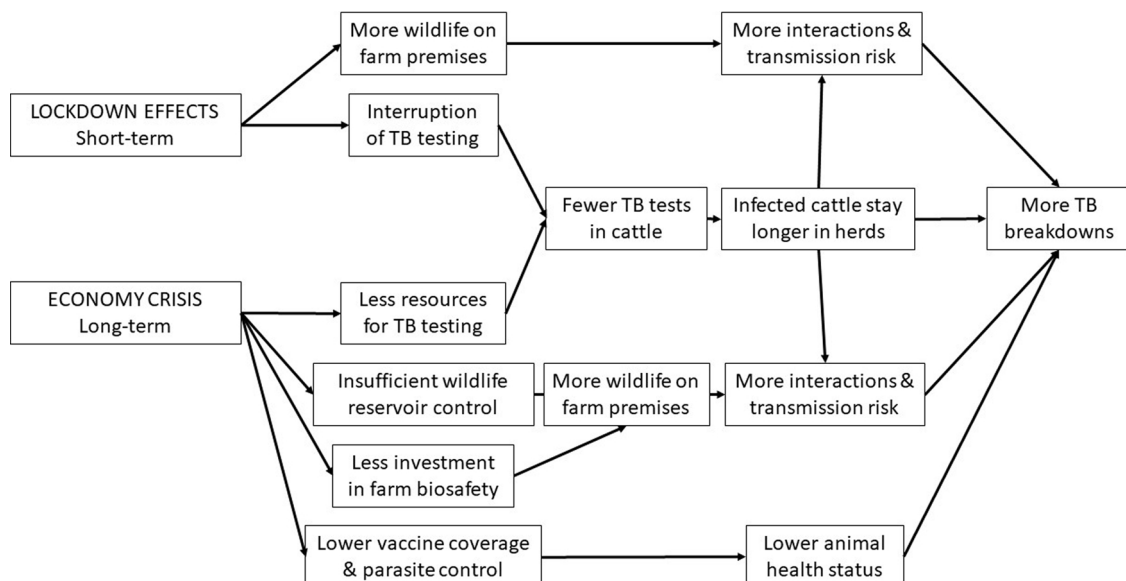 More wildlife on
farm premises
More interactions &
transmission risk
LOCKDOWN EFFECTS
Short-term
Interruption
of TB testing
Fewer TB tests
in cattle
Infected cattle stay
longer in herds
More TB
breakdowns
ECONOMY CRISIS
Long-term
Less resources
for TB testing
Insufficient wildlife
reservoir control
More wildlife on
farm premises
More interactions &
transmission risk
Less investment
in farm biosafety
Lower vaccine coverage
& parasite control
Lower animal
health status